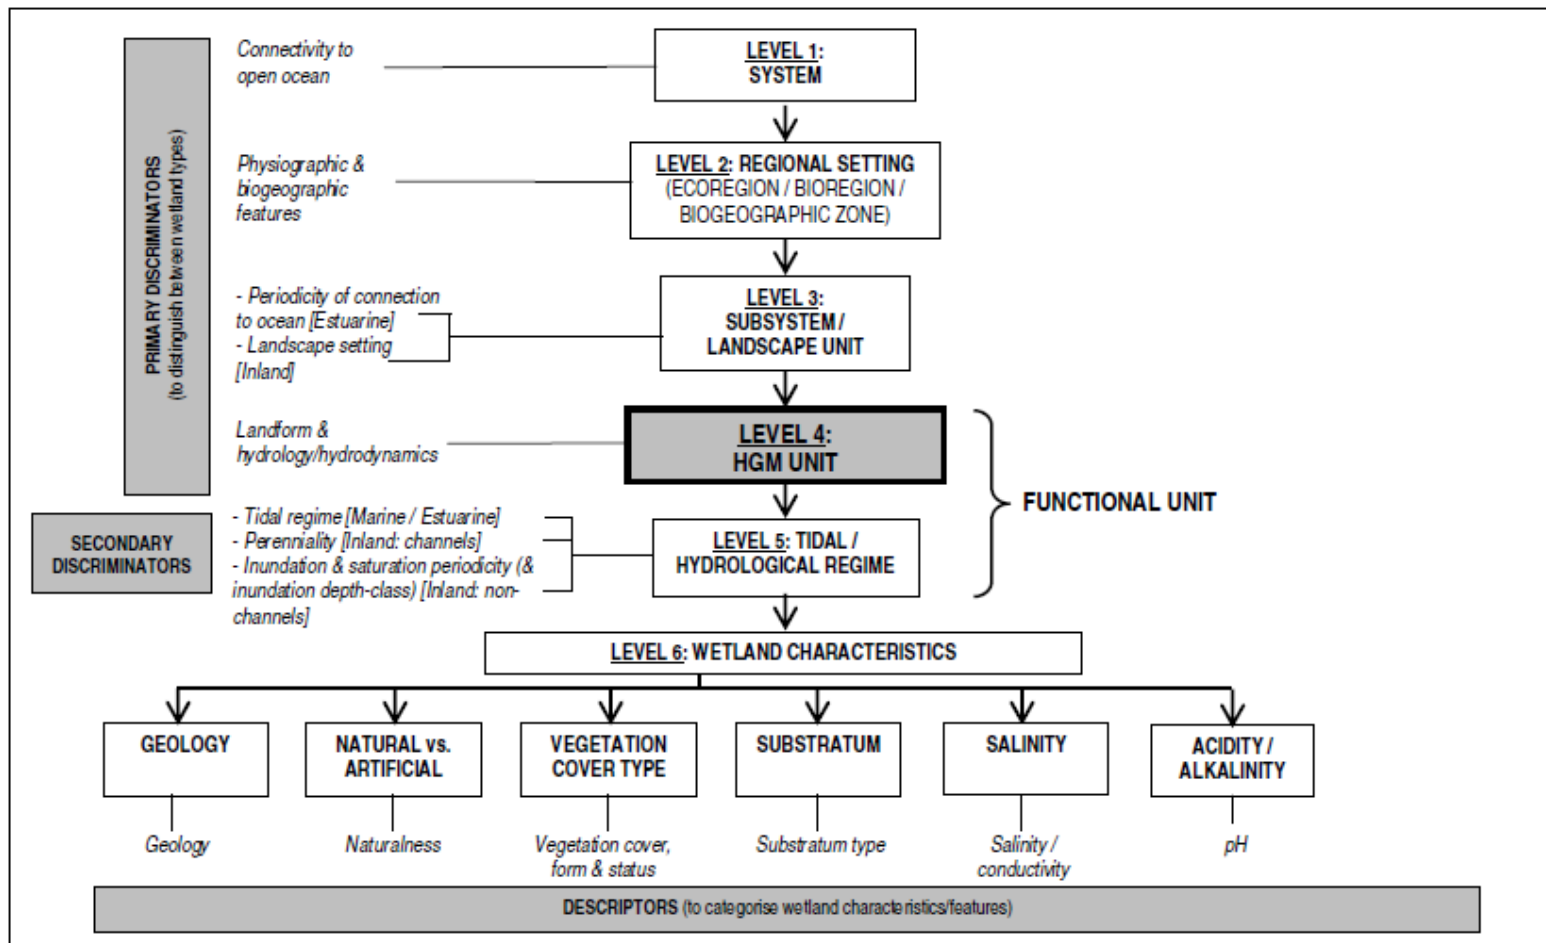 PRIMARY DISCRIMINATORS
(to distinguish between wetland types)
Connectivity to
open ocean
LEVEL 1:
SYSTEM
Physiographic &
biogeographic
features
LEVEL 2: REGIONAL SETTING
(ECOREGION / BIOREGION /
BIOGEOGRAPHIC ZONE)
- Periodicity of connection
to ocean [Estuarine]
- Landscape setting
[Inland]
LEVEL 3:
SUBSYSTEM /
LANDSCAPE UNIT
Landform &
hydrology/hydrodynamics
LEVEL 4:
HGM UNIT
FUNCTIONAL UNIT
SECONDARY
DISCRIMINATORS
- Tidal regime [Marine / Estuarine]
- Perenniality [Inland: channels]
- Inundation & saturation periodicity (&
inundation depth-class) [Inland: non-
channels]
LEVEL 5: TIDAL /
HYDROLOGICAL REGIME
LEVEL 6: WETLAND CHARACTERISTICS
GEOLOGY
NATURAL vs.
ARTIFICIAL
VEGETATION
COVER TYPE
SUBSTRATUM
SALINITY
ACIDITY /
ALKALINITY
Geology
Naturalness
Vegetation cover,
form & status
Substratum type
Salinity /
conductivity
pH
DESCRIPTORS (to categorise wetland characteristics/features)